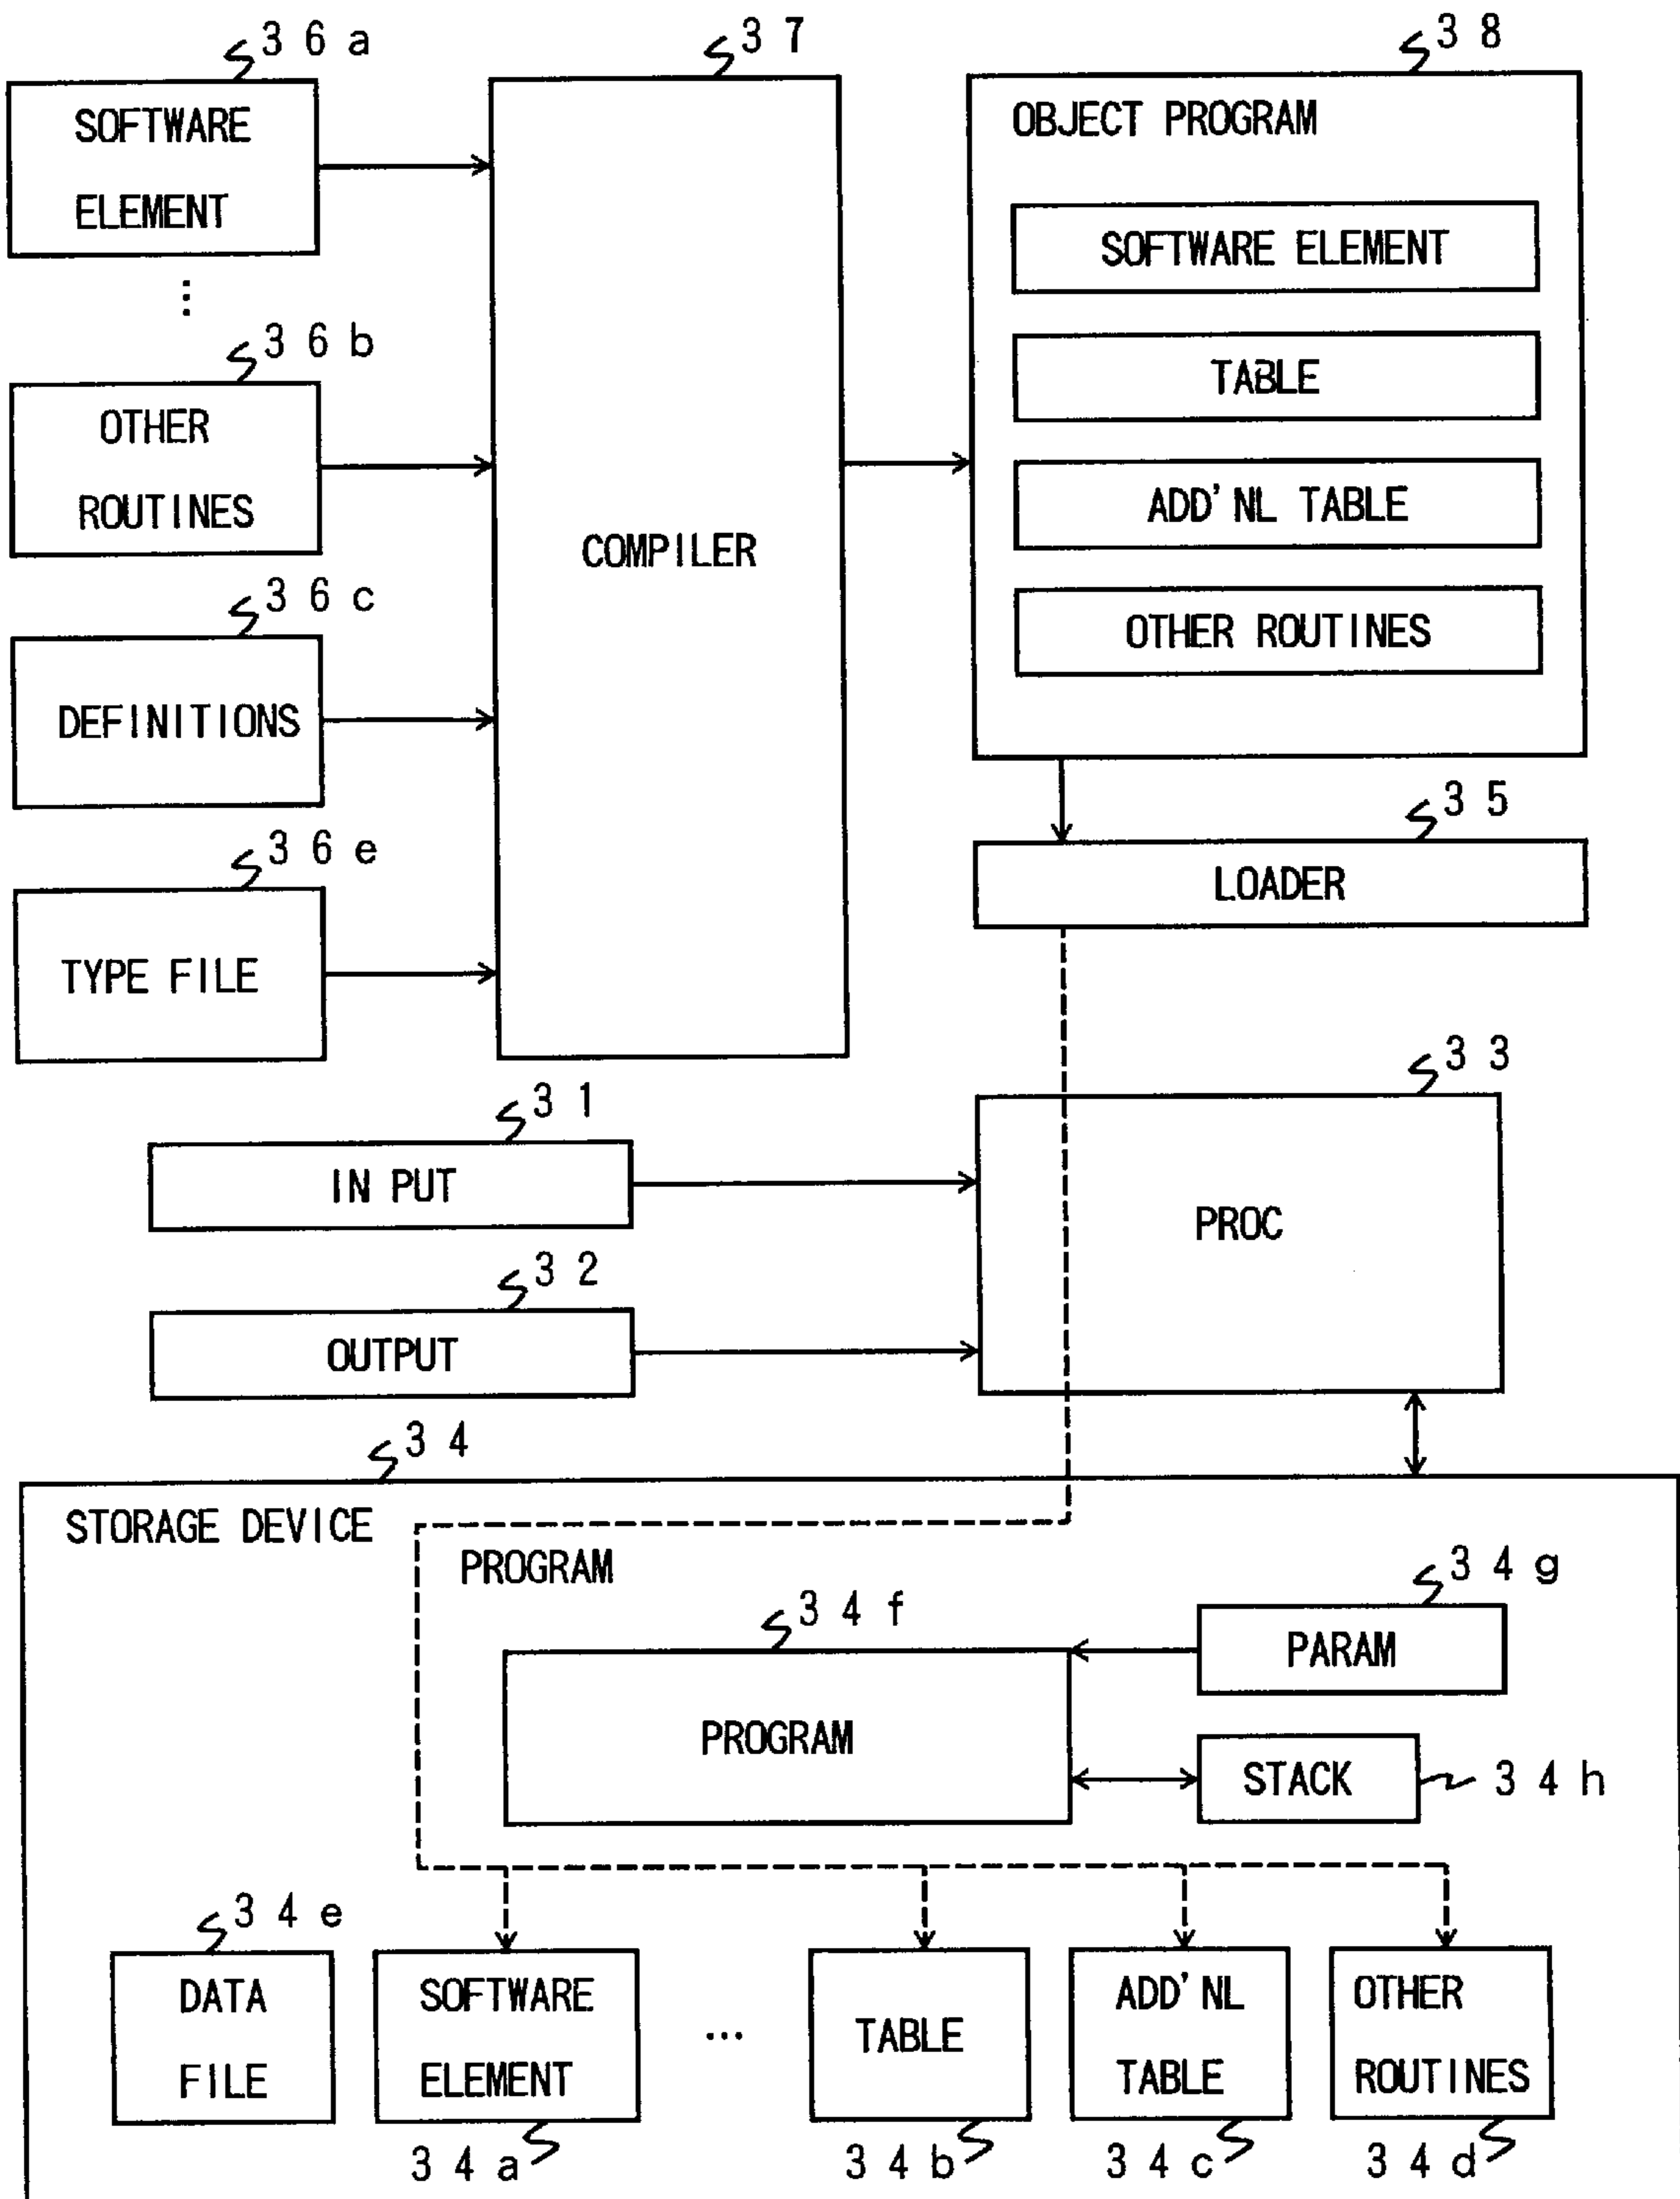 36a
SOFTWARE
ELEMENT
⋮
36b
OTHER
ROUTINES
36c
DEFINITIONS
36e
TYPE FILE
37
COMPILER
38
OBJECT PROGRAM
SOFTWARE ELEMENT
TABLE
ADD'NL TABLE
OTHER ROUTINES
35
LOADER
31
IN PUT
32
OUTPUT
33
PROC
34
STORAGE DEVICE
PROGRAM
34f
PROGRAM
34g
PARAM
STACK
34h
34e
DATA
FILE
SOFTWARE
ELEMENT
34a
...
TABLE
34b
ADD'NL
TABLE
34c
OTHER
ROUTINES
34d